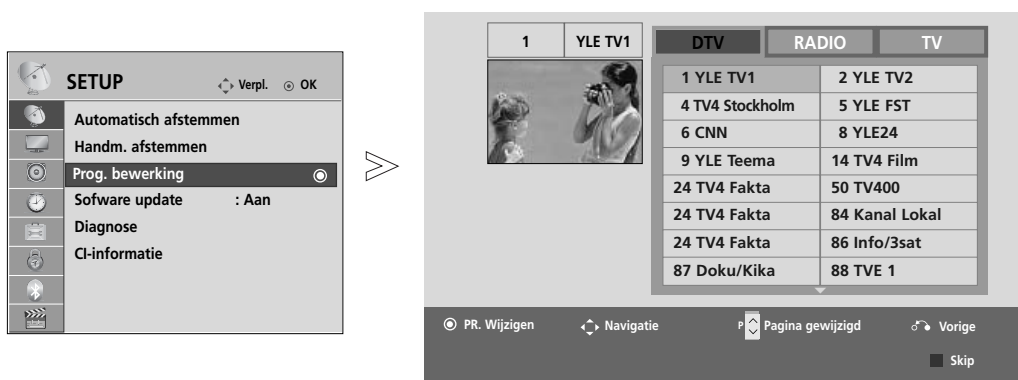 SETUP
Verpl. OK
Automatisch afstemmen
Handm. afstemmen
Prog. bewerking
Sofware update : Aan
Diagnose
CI-informatie
1 YLE TV1
DTV RADIO TV
1 YLE TV1 2 YLE TV2
4 TV4 Stockholm 5 YLE FST
6 CNN 8 YLE24
9 YLE Teema 14 TV4 Film
24 TV4 Fakta 50 TV400
24 TV4 Fakta 84 Kanal Lokal
24 TV4 Fakta 86 Info/3sat
87 Doku/Kika 88 TVE 1
PR. Wijzigen Navigatie P Pagina gewijzigd Vorige
Skip